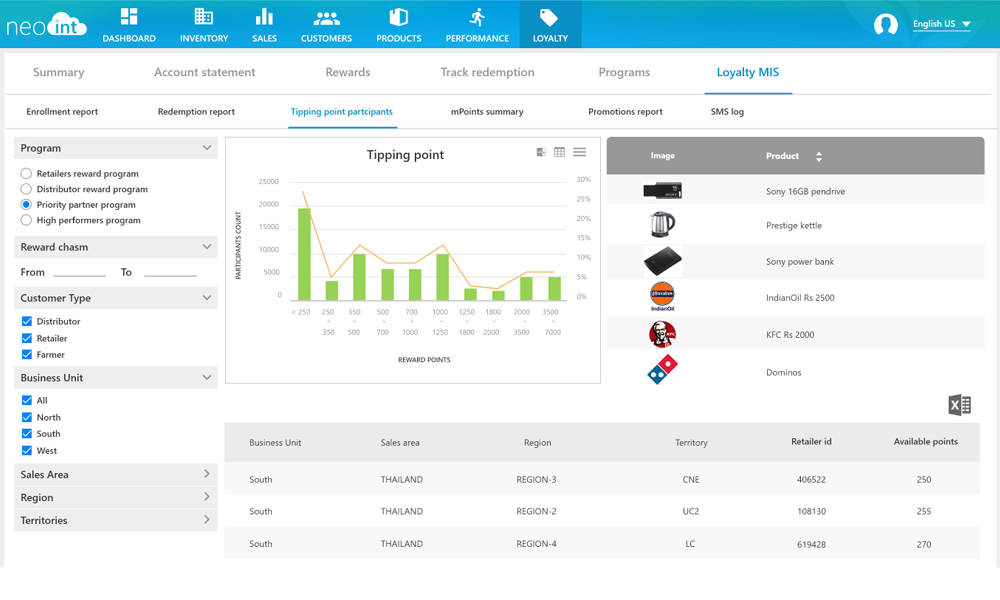 neo int
DASHBOARD INVENTORY SALES CUSTOMERS PRODUCTS PERFORMANCE LOYALTY
English US
Summary Account statement Rewards Track redemption Programs Loyalty MIS
Enrollment report Redemption report Tipping point partcipants mPoints summary Promotions report SMS log
Program
Retailers reward program
Distributor reward program
Priority partner program
High performers program
Reward chasm
From To
Customer Type
Distributor
Retailer
Farmer
Business Unit
All
North
South
West
Sales Area
Region
Territories
Tipping point
PARTICIPANTS COUNT
25000
20000
15000
10000
5000
0
30%
25%
20%
15%
10%
5%
0%
< 250 250 350 500 700 1000 1250 1800 2000 3500
~ ~ ~ ~ ~ ~ ~ ~ ~
350 500 700 1000 1250 1800 2000 3500 7000
REWARD POINTS
Image Product
SONY
Sony 16GB pendrive
Prestige kettle
Sony power bank
IndianOil
IndianOil Rs 2500
KFC
KFC Rs 2000
Dominos
X
Business Unit Sales area Region Territory Retailer id Available points
South THAILAND REGION-3 CNE 406522 250
South THAILAND REGION-2 UC2 108130 255
South THAILAND REGION-4 LC 619428 270